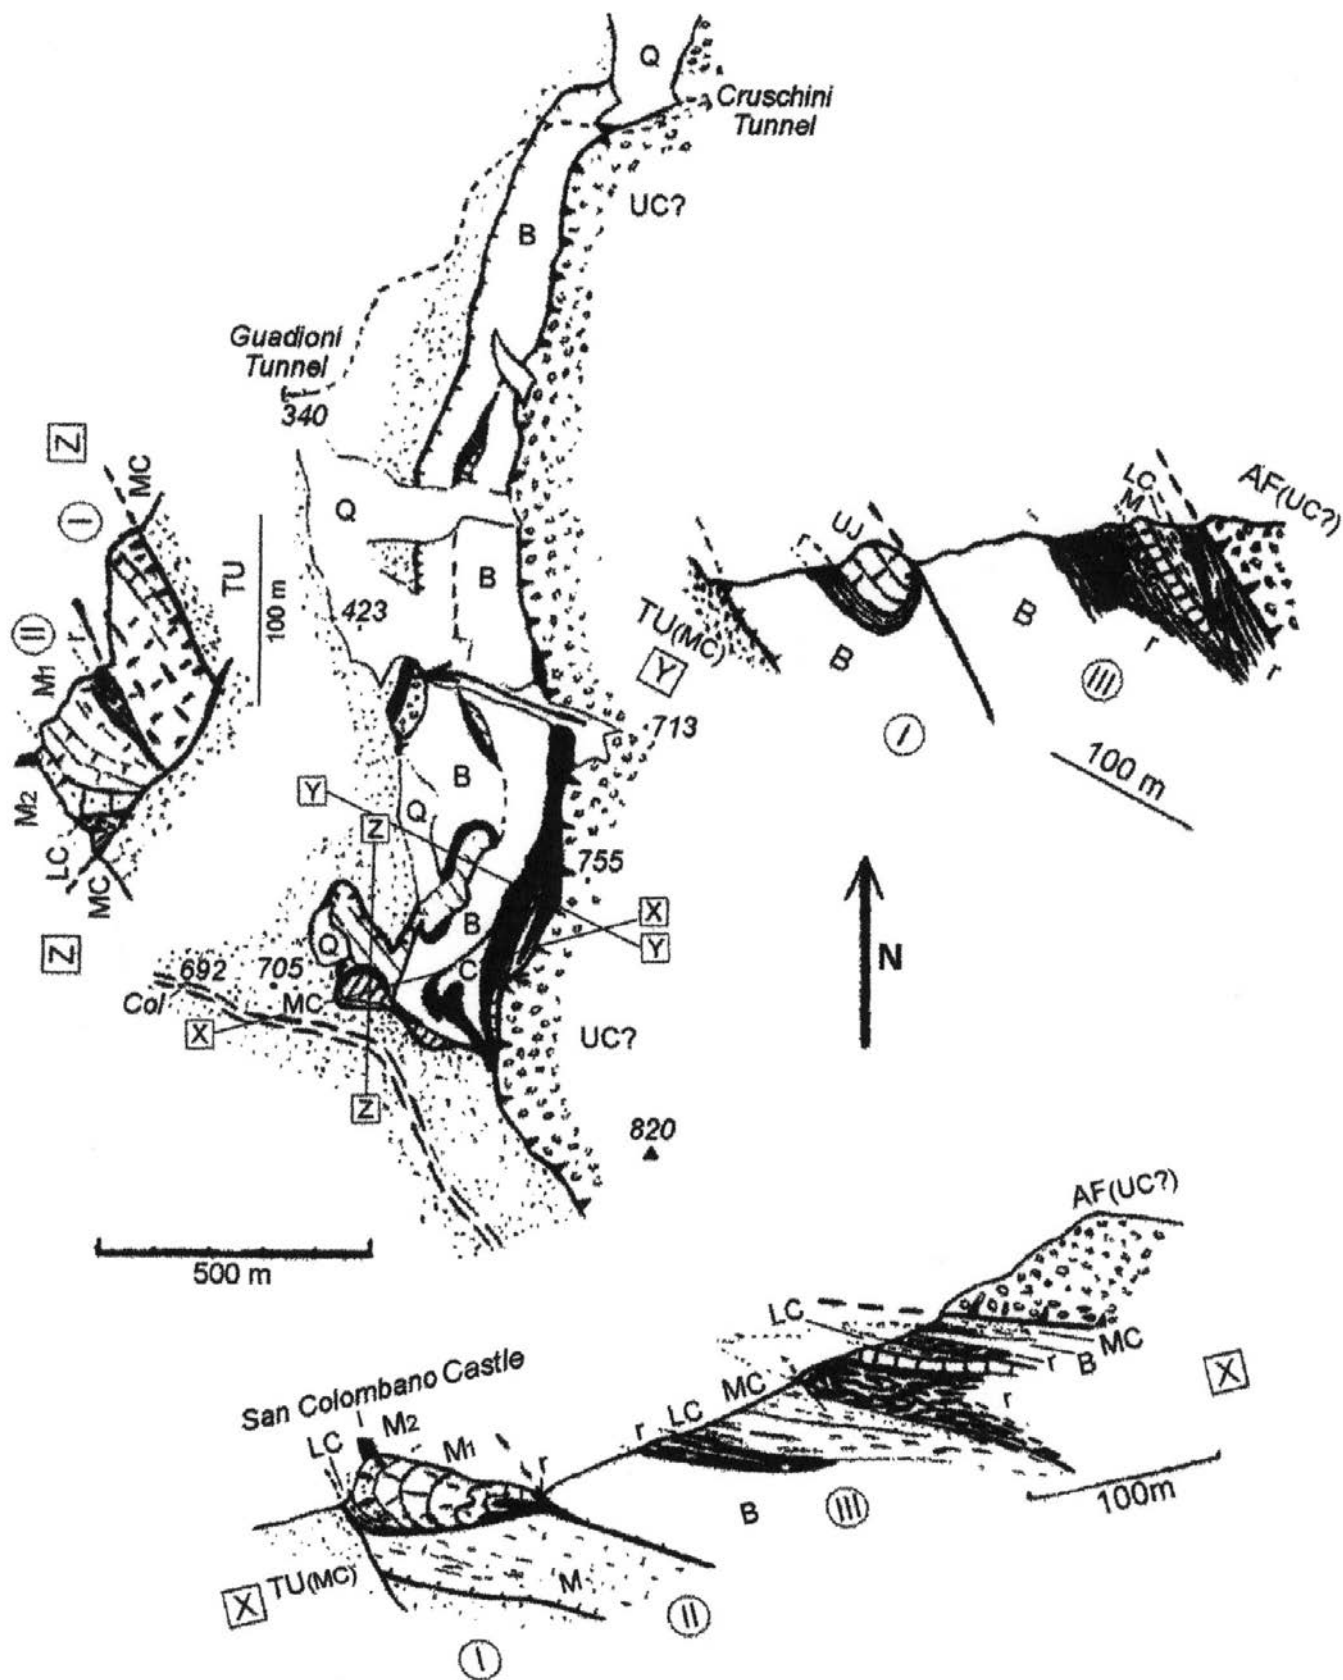 Q
Cruschini
Tunnel
UC?
B
Guadioni
Tunnel
340
Z
MC
I
TU
100 m
II
r
M1
M2
LC
MC
Z
Q
B
423
713
B
Y
Z
Q
755
X
Y
B
C
Q
692
705
Col
MC
X
Z
UC?
820
500 m
N
UJ
r
LC
M
AF(UC?)
TU(MC)
Y
B
B
r
r
I
III
100 m
AF(UC?)
LC
MC
r
B
r
X
San Colombano Castle
M2
LC
M1
r
r
LC
MC
100m
B
III
X
TU(MC)
M
II
I